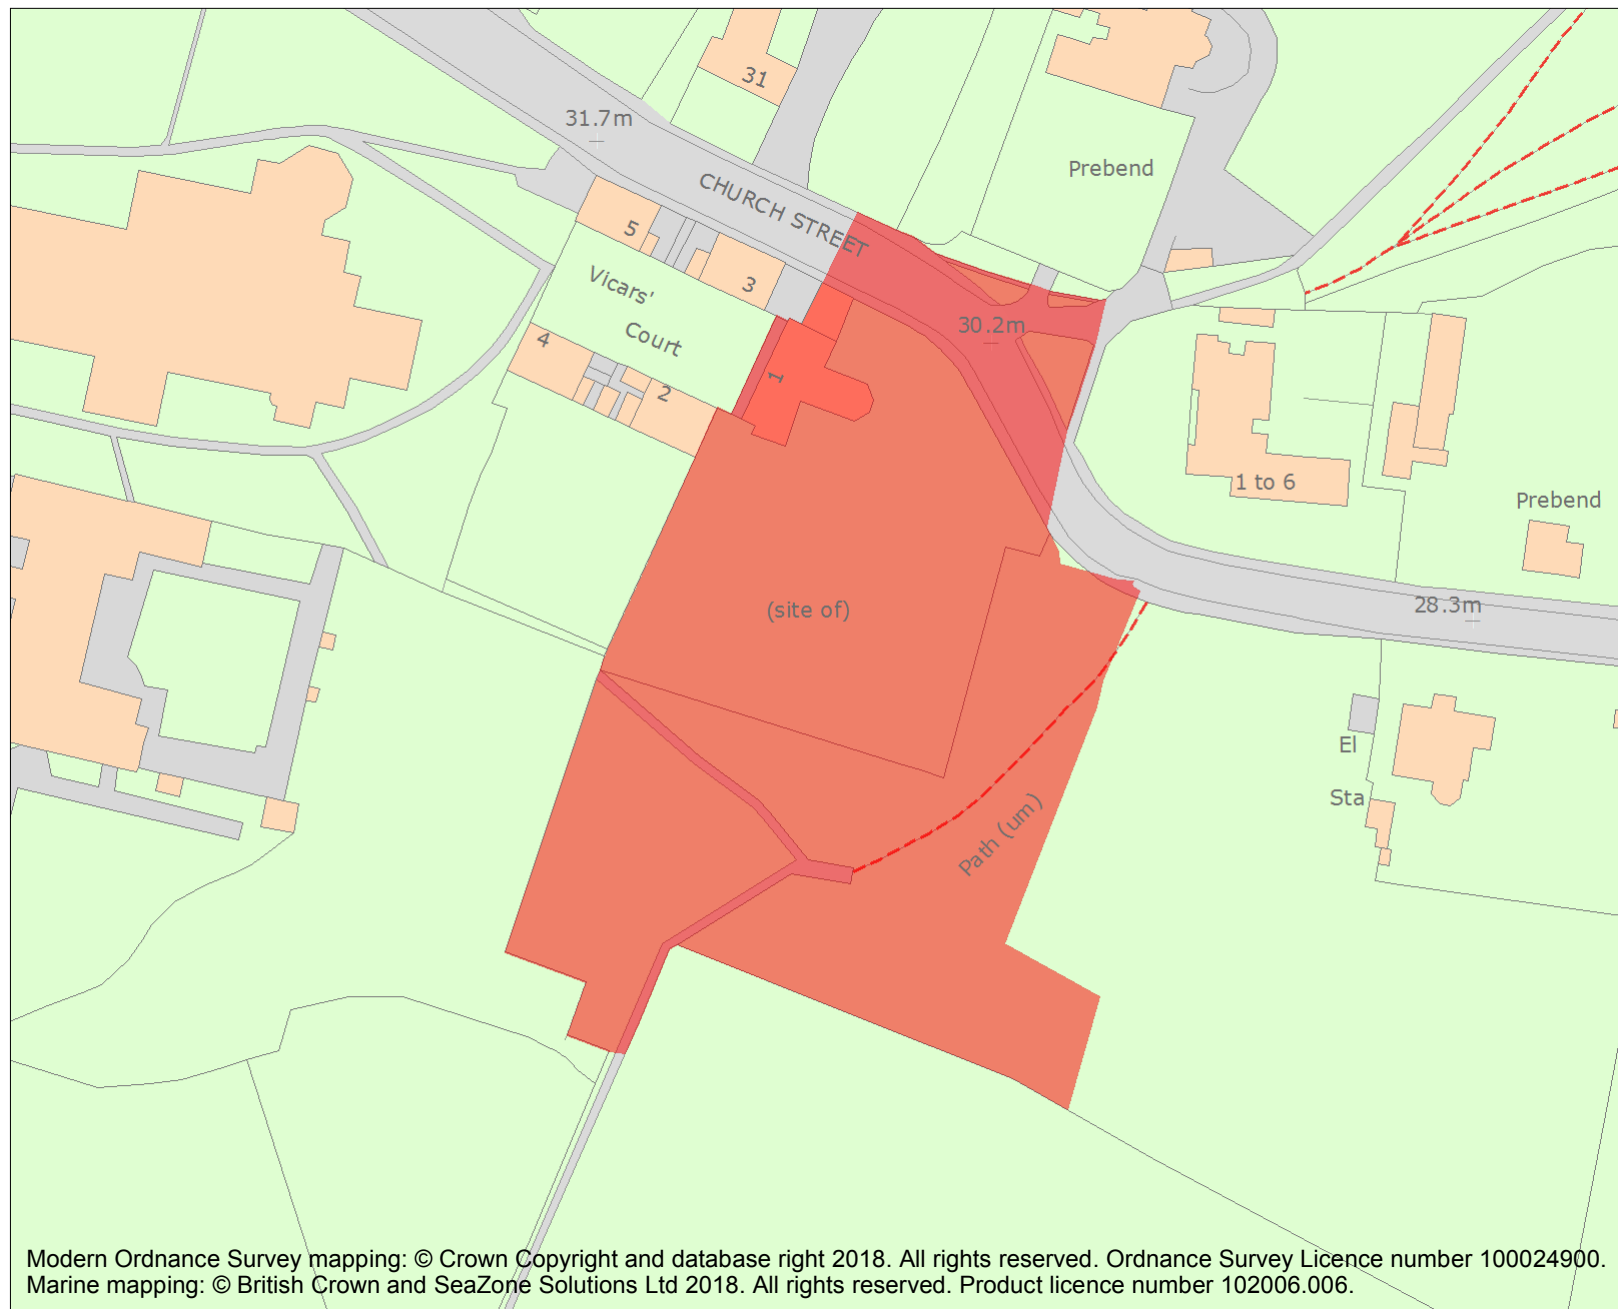 31
31.7m
Prebend
CHURCH STREET
5
3
Vicars'
Court
30.2m
4
1
2
1 to 6
Prebend
(site of)
28.3m
El
Sta
Path (um)
Modern Ordnance Survey mapping: © Crown Copyright and database right 2018. All rights reserved. Ordnance Survey Licence number 100024900.
Marine mapping: © British Crown and SeaZone Solutions Ltd 2018. All rights reserved. Product licence number 102006.006.